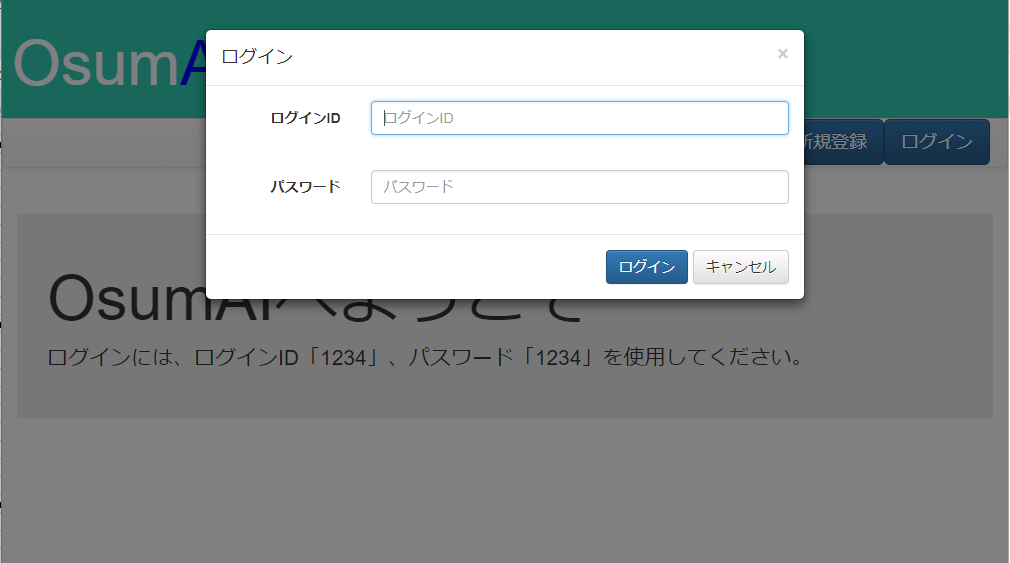 OsumA
ログイン
×
ログインID
ログインID
新規登録
ログイン
パスワード
パスワード
ログイン
キャンセル
OsumAIへようこそ
ログインには、ログインID「1234」、パスワード「1234」を使用してください。